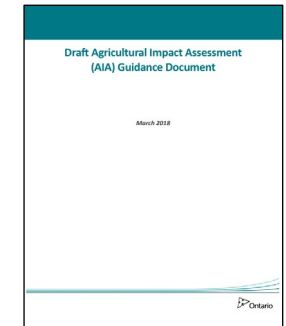 Draft Agricultural Impact Assessment
(AIA) Guidance Document
March 2018
Ontario